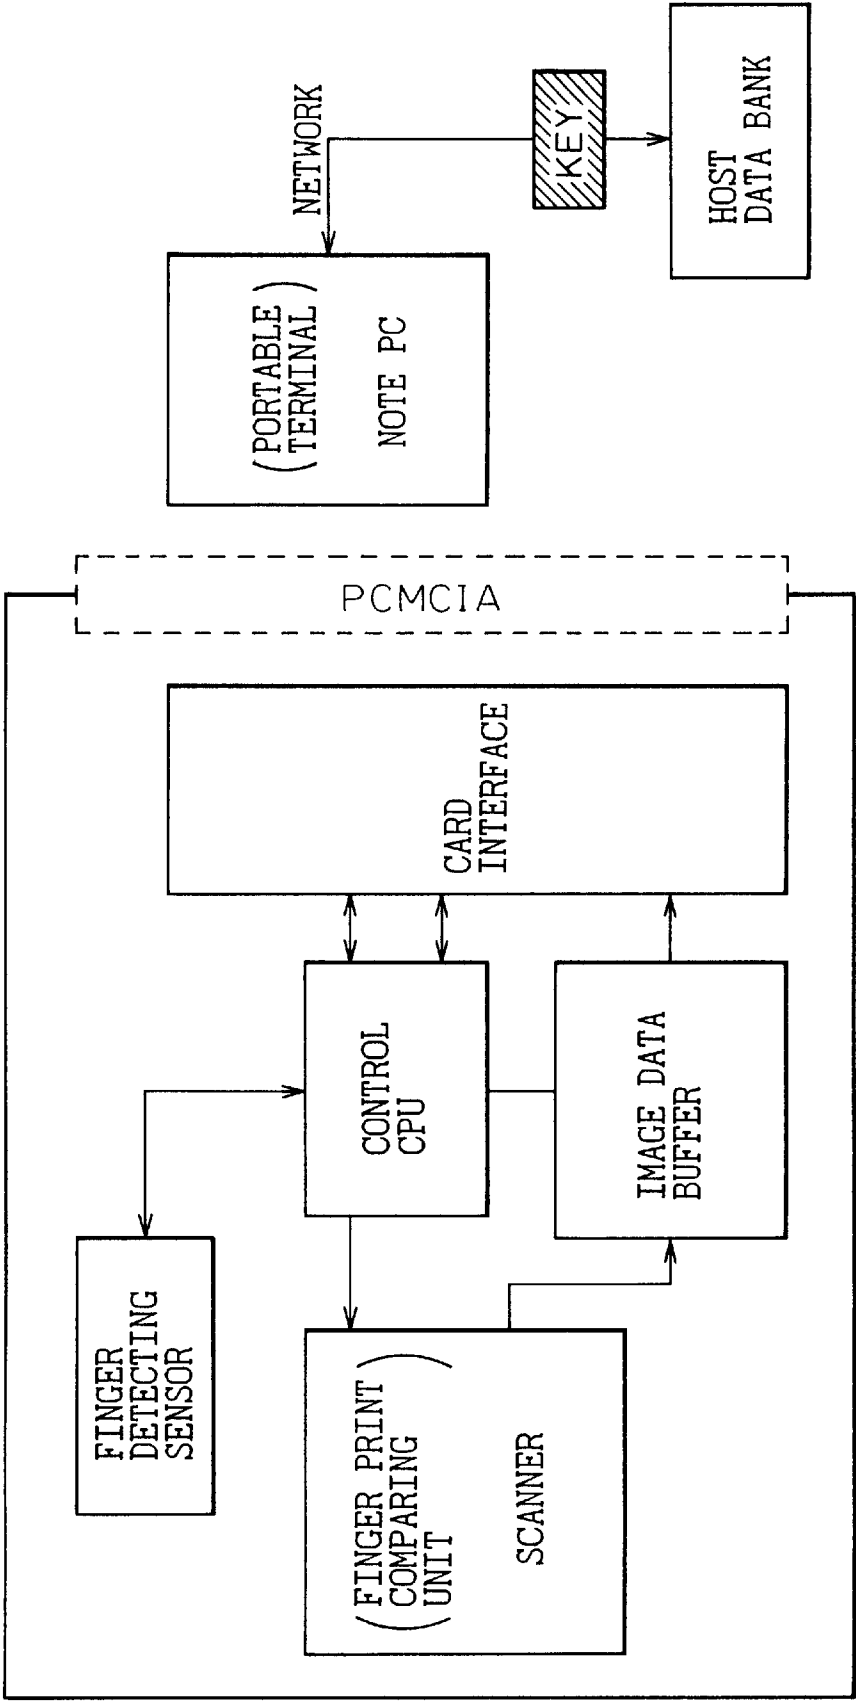 FINGER
DETECTING
SENSOR
(FINGER PRINT
COMPARING
UNIT)
SCANNER
CONTROL
CPU
IMAGE DATA
BUFFER
CARD
INTERFACE
PCMCIA
(PORTABLE
TERMINAL)
NOTE PC
NETWORK
KEY
HOST
DATA BANK